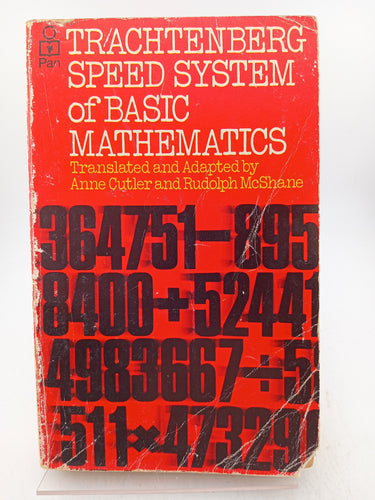 Pan
TRACHTENBERG
SPEED SYSTEM
of BASIC
MATHEMATICS
Translated and Adapted by
Anne Cutler and Rudolph McShane
364751–895
8400+52441
4983667÷5
511×47329